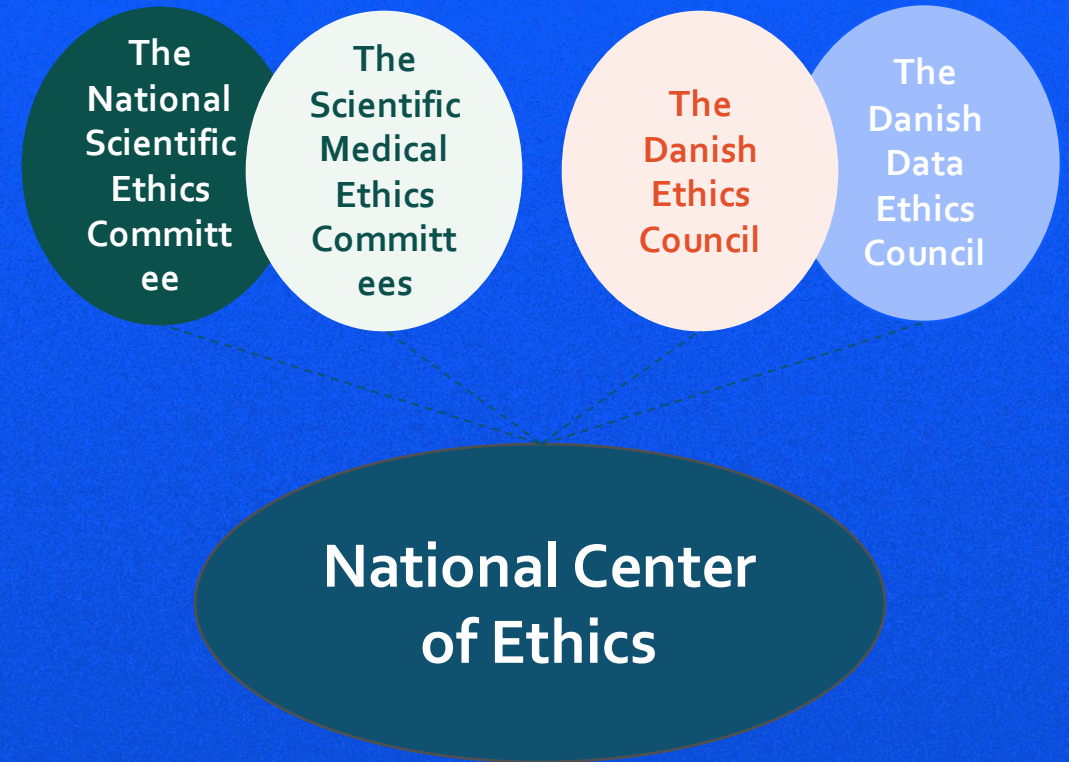 The
National
Scientific
Ethics
Committ
ee
The
Scientific
Medical
Ethics
Committ
ees
The
Danish
Ethics
Council
The
Danish
Data
Ethics
Council
National Center
of Ethics